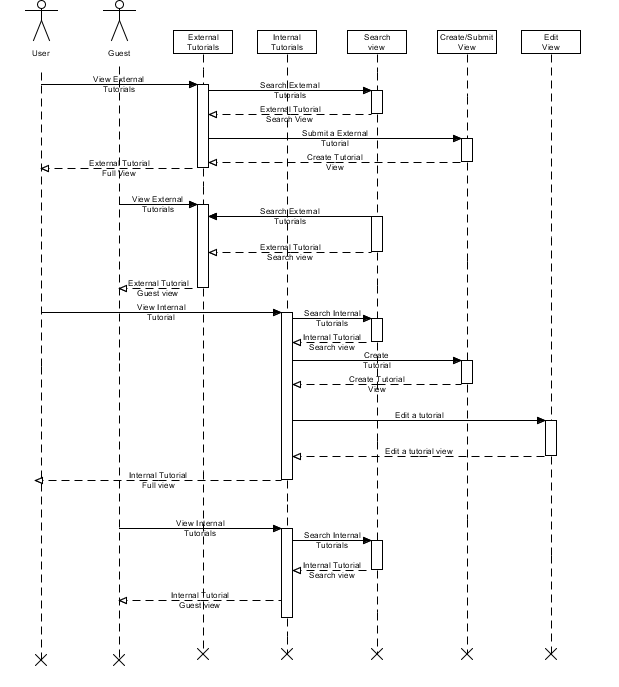 User
Guest
External
Tutorials
Internal
Tutorials
Search
view
Create/Submit
View
Edit
View
View External
Tutorials
Search External
Tutorials
External Tutorial
Search View
Submit a External
Tutorial
Create Tutorial
View
External Tutorial
Full View
View External
Tutorials
Search External
Tutorials
External Tutorial
Search view
External Tutorial
Guest view
View Internal
Tutorial
Search Internal
Tutorials
Internal Tutorial
Search view
Create
Tutorial
Create Tutorial
View
Edit a tutorial
Edit a tutorial view
Internal Tutorial
Full view
View Internal
Tutorials
Search Internal
Tutorials
Internal Tutorial
Search view
Internal Tutorial
Guest view